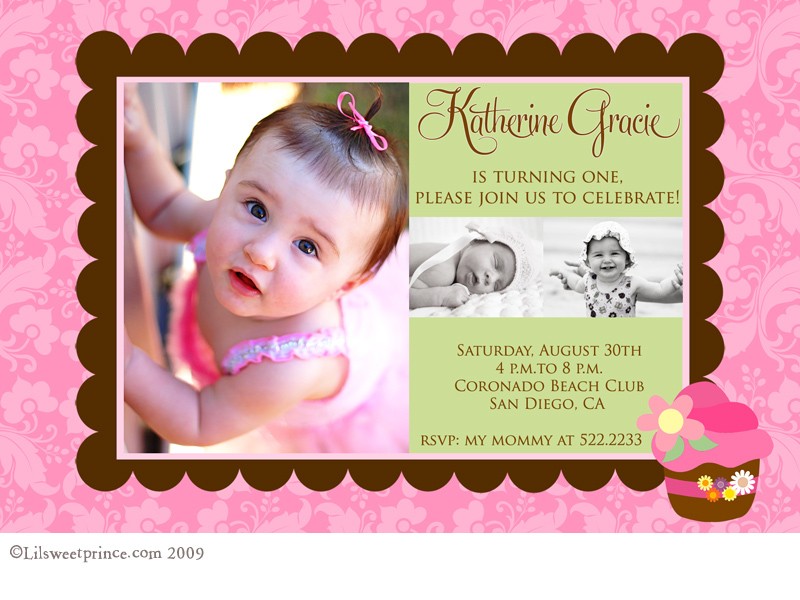 Katherine Gracie
IS TURNING ONE,
PLEASE JOIN US TO CELEBRATE!
SATURDAY, AUGUST 30TH
4 P.M.TO 8 P.M.
CORONADO BEACH CLUB
SAN DIEGO, CA
RSVP: MY MOMMY AT 522.2233
©Lilsweetprince.com 2009